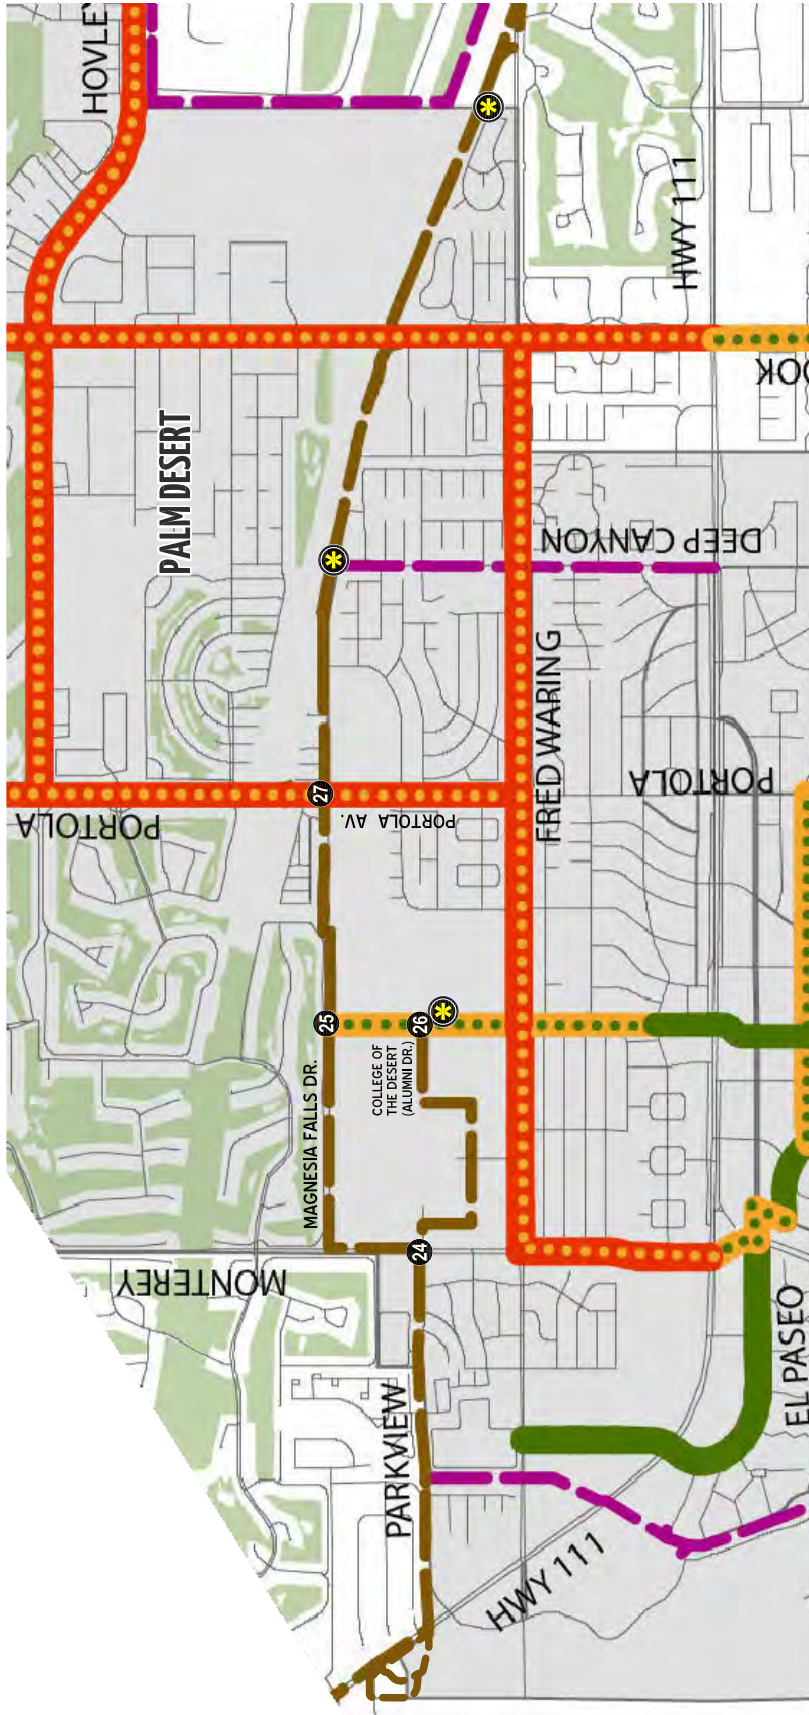 HOVLEY
HWY 111
OOK
PALM DESERT
DEEP CANYON
FRED WARING
PORTOLA
PORTOLA
27
PORTOLA AV.
25
26
COLLEGE OF
THE DESERT
(ALUMNI DR.)
MAGNESIA FALLS DR.
24
MONTEREY
EL PASEO
PARKVIEW
HWY 111